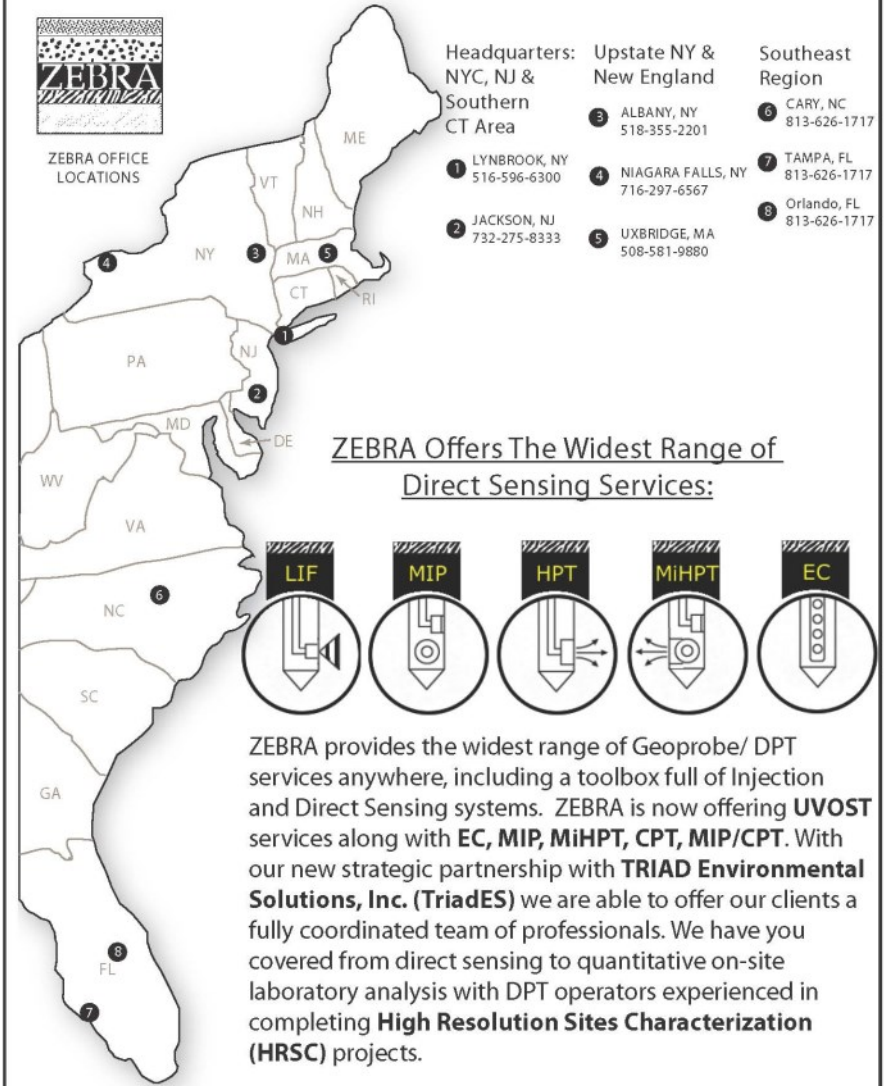 ZEBRA
ZEBRA OFFICE
LOCATIONS
Headquarters:
NYC, NJ &
Southern
CT Area
1 LYNBROOK, NY
516-596-6300
2 JACKSON, NJ
732-275-8333
Upstate NY &
New England
3 ALBANY, NY
518-355-2201
4 NIAGARA FALLS, NY
716-297-6567
5 UXBRIDGE, MA
508-581-9880
Southeast
Region
6 CARY, NC
813-626-1717
7 TAMPA, FL
813-626-1717
8 Orlando, FL
813-626-1717
ME
VT
NH
NY
3
MA
5
4
CT
RI
1
PA
NJ
2
MD
DE
WV
VA
NC
6
SC
GA
FL
8
7
ZEBRA Offers The Widest Range of
Direct Sensing Services:
LIF
MIP
HPT
MiHPT
EC
ZEBRA provides the widest range of Geoprobe/ DPT
services anywhere, including a toolbox full of Injection
and Direct Sensing systems. ZEBRA is now offering UVOST
services along with EC, MIP, MiHPT, CPT, MIP/CPT. With
our new strategic partnership with TRIAD Environmental
Solutions, Inc. (TriadES) we are able to offer our clients a
fully coordinated team of professionals. We have you
covered from direct sensing to quantitative on-site
laboratory analysis with DPT operators experienced in
completing High Resolution Sites Characterization
(HRSC) projects.